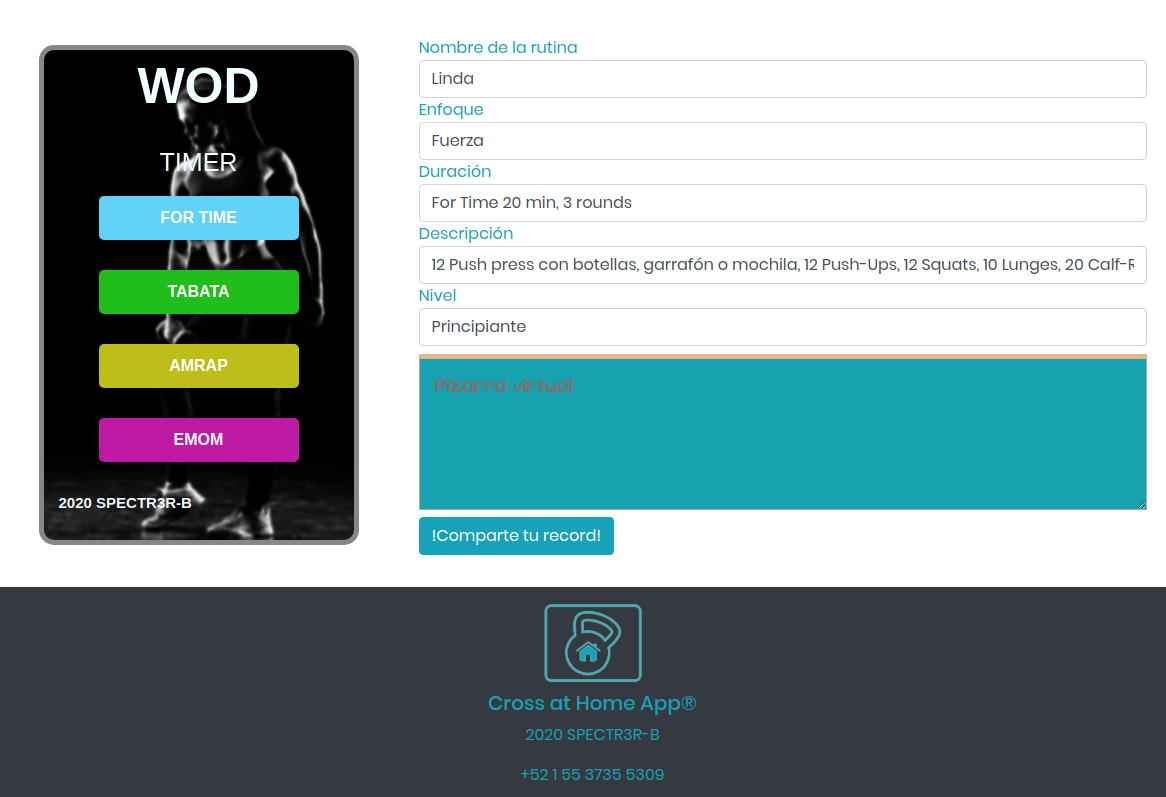 WOD
TIMER
FOR TIME
TABATA
AMRAP
EMOM
2020 SPECTR3R-B
Nombre de la rutina
Linda
Enfoque
Fuerza
Duración
For Time 20 min, 3 rounds
Descripción
12 Push press con botellas, garrafón o mochila, 12 Push-Ups, 12 Squats, 10 Lunges, 20 Calf-R
Nivel
Principiante
Pizarra virtual
!Comparte tu record!
Cross at Home App®
2020 SPECTR3R-B
+52 1 55 3735 5309